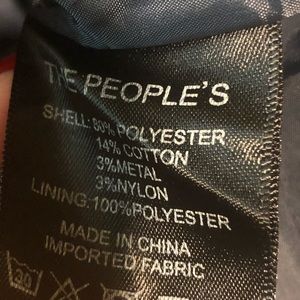 THE PEOPLE'S
SHELL: 80% POLYESTER
14% COTTON
3%METAL
3%NYLON
LINING:100%POLYESTER
MADE IN CHINA
IMPORTED FABRIC
30